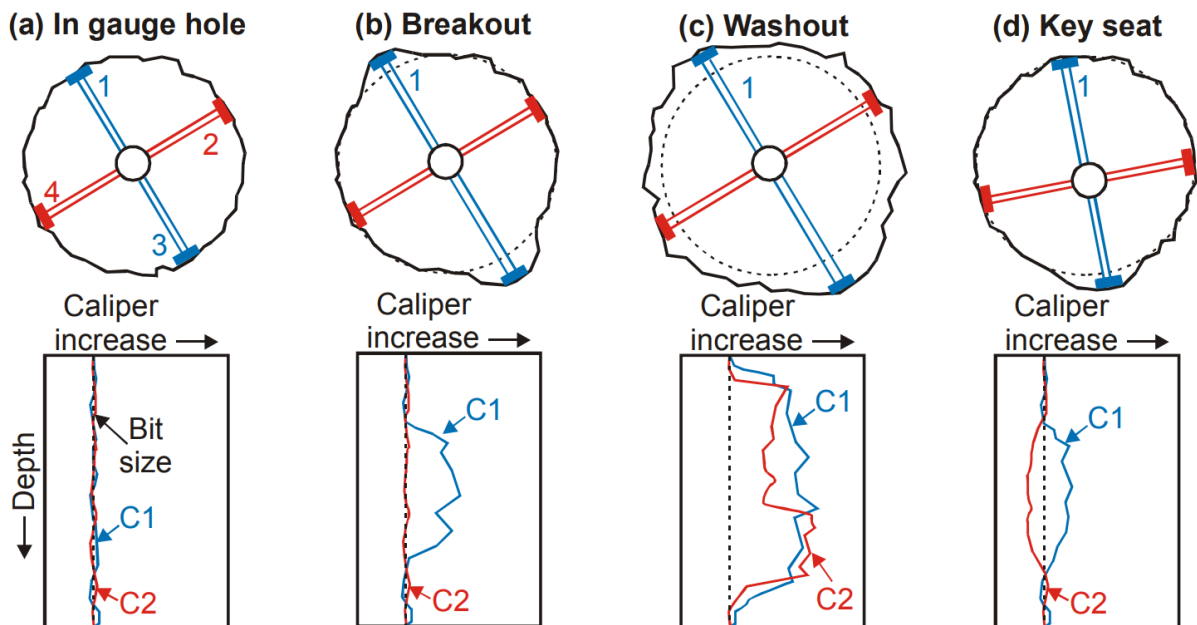 (a) In gauge hole
1
2
4
3
Caliper
increase
Bit
size
Depth
C1
C2
(b) Breakout
1
Caliper
increase
C1
C2
(c) Washout
1
Caliper
increase
C1
C2
(d) Key seat
1
Caliper
increase
C1
C2